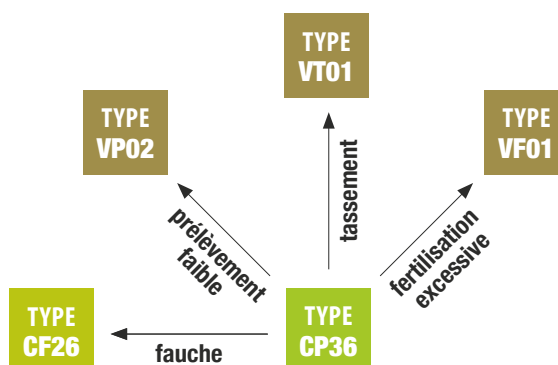 TYPE
VT01
TYPE
VP02
TYPE
VF01
tassement
prélèvement
faible
fertilisation
excessive
TYPE
CF26
fauche
TYPE
CP36